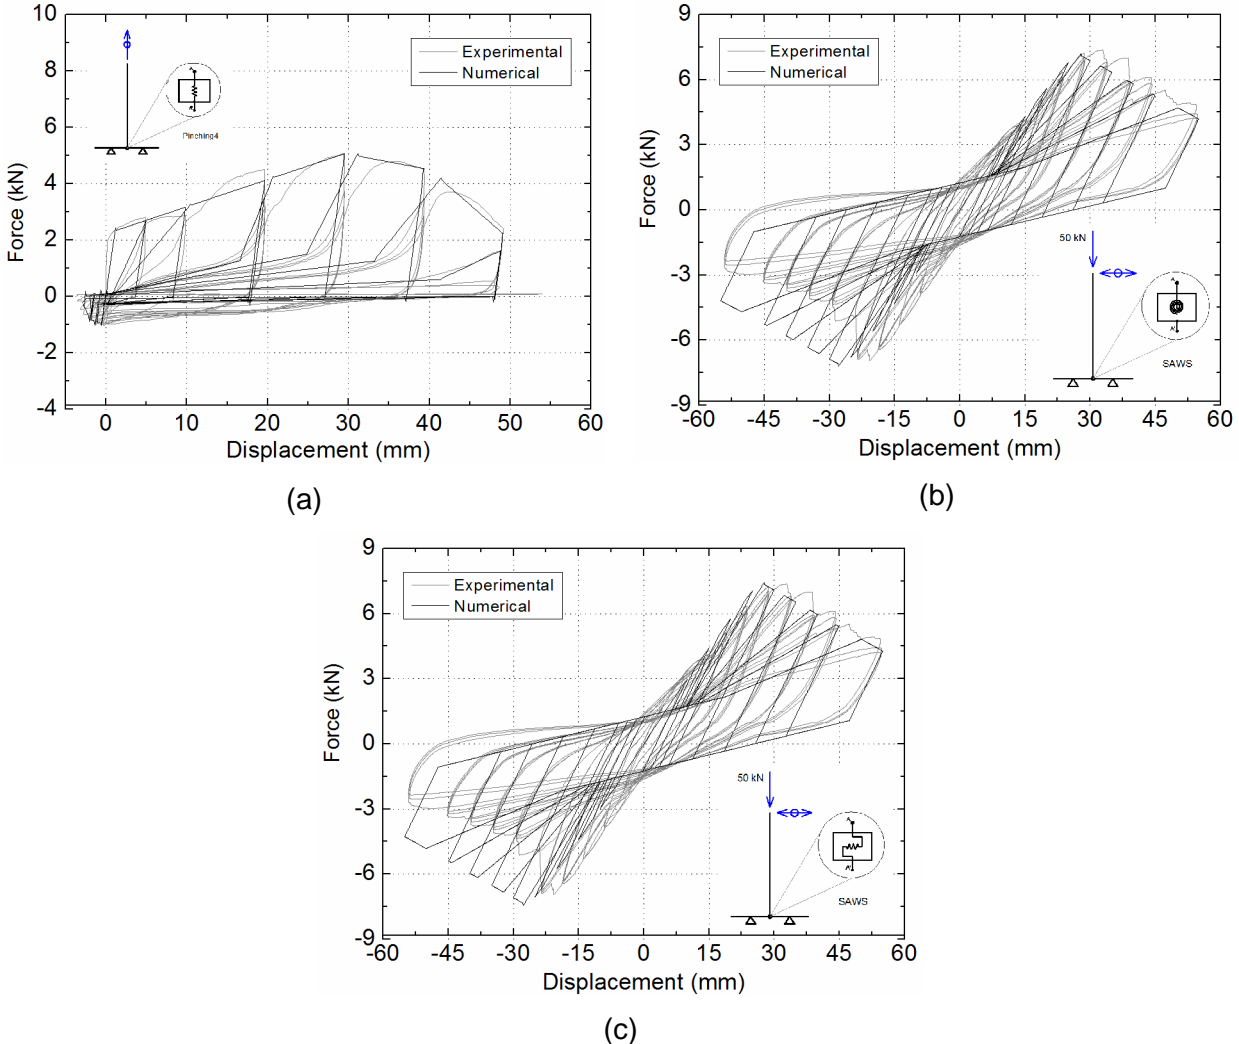 10
8
6
4
2
0
-2
-4
Force (kN)
Experimental
Numerical
A
A'
Pinching4
0 10 20 30 40 50 60
Displacement (mm)
(a)
9
6
3
0
-3
-6
-9
Force (kN)
Experimental
Numerical
50 kN
A
A'
SAWS
-60 -45 -30 -15 0 15 30 45 60
Displacement (mm)
(b)
9
6
3
0
-3
-6
-9
Force (kN)
Experimental
Numerical
50 kN
A
A'
SAWS
-60 -45 -30 -15 0 15 30 45 60
Displacement (mm)
(c)